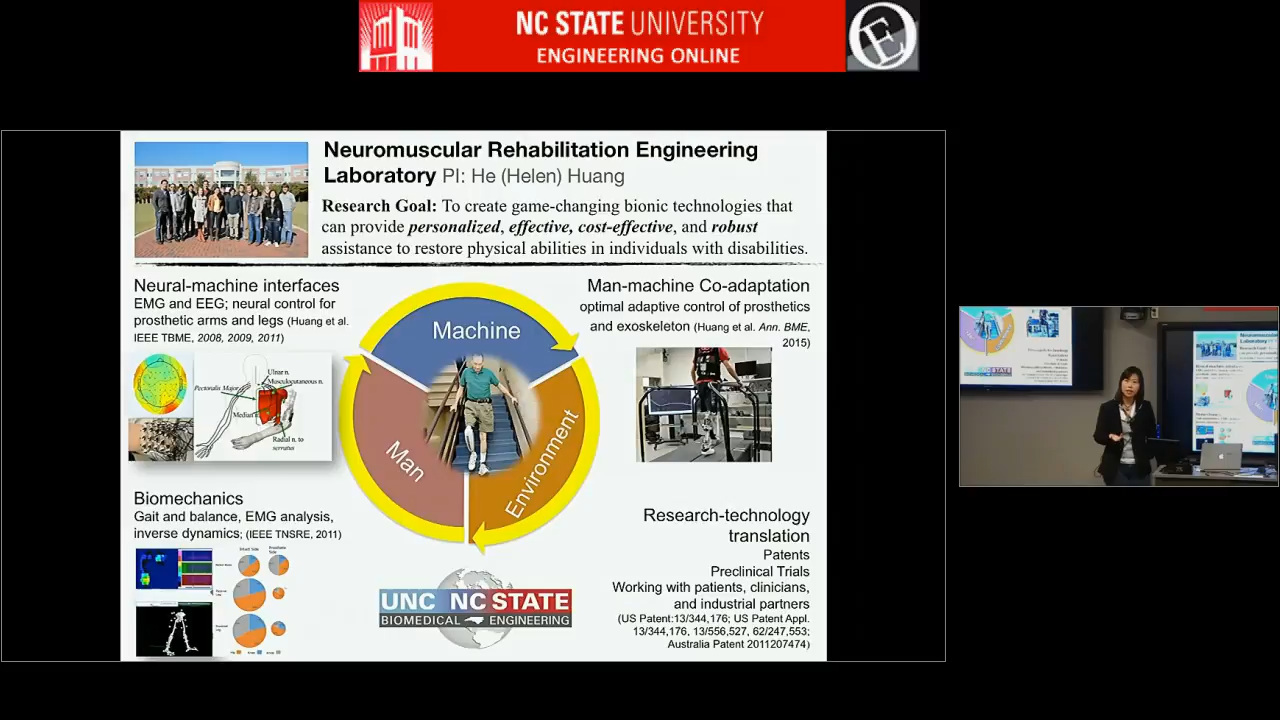 NC STATE UNIVERSITY
ENGINEERING ONLINE
Neuromuscular Rehabilitation Engineering
Laboratory PI: He (Helen) Huang
Research Goal: To create game-changing bionic technologies that
can provide personalized, effective, cost-effective, and robust
assistance to restore physical abilities in individuals with disabilities.
Neural-machine interfaces
EMG and EEG; neural control for
prosthetic arms and legs (Huang et al.
IEEE TBME, 2008, 2009, 2011)
Pectoralis Major
Ulnar n.
Musculocutaneous n.
Median
Radial n. to
serratus
Machine
Man
Environment
Man-machine Co-adaptation
optimal adaptive control of prosthetics
and exoskeleton (Huang et al. Ann. BME,
2015)
Biomechanics
Gait and balance, EMG analysis,
inverse dynamics; (IEEE TNSRE, 2011)
UNC NC STATE
BIOMEDICAL ENGINEERING
Research-technology
translation
Patents
Preclinical Trials
Working with patients, clinicians,
and industrial partners
(US Patent:13/344,176; US Patent Appl.
13/344,176, 13/556,527, 62/247,553;
Australia Patent 2011207474)